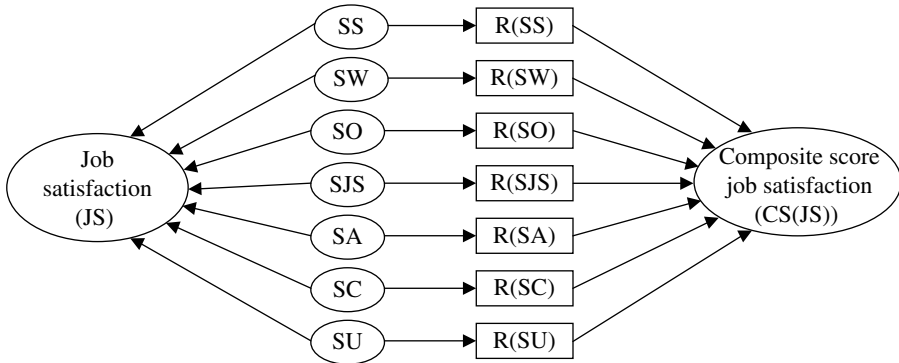 SS
R(SS)
SW
R(SW)
SO
R(SO)
Job
satisfaction
(JS)
SJS
R(SJS)
Composite score
job satisfaction
(CS(JS))
SA
R(SA)
SC
R(SC)
SU
R(SU)